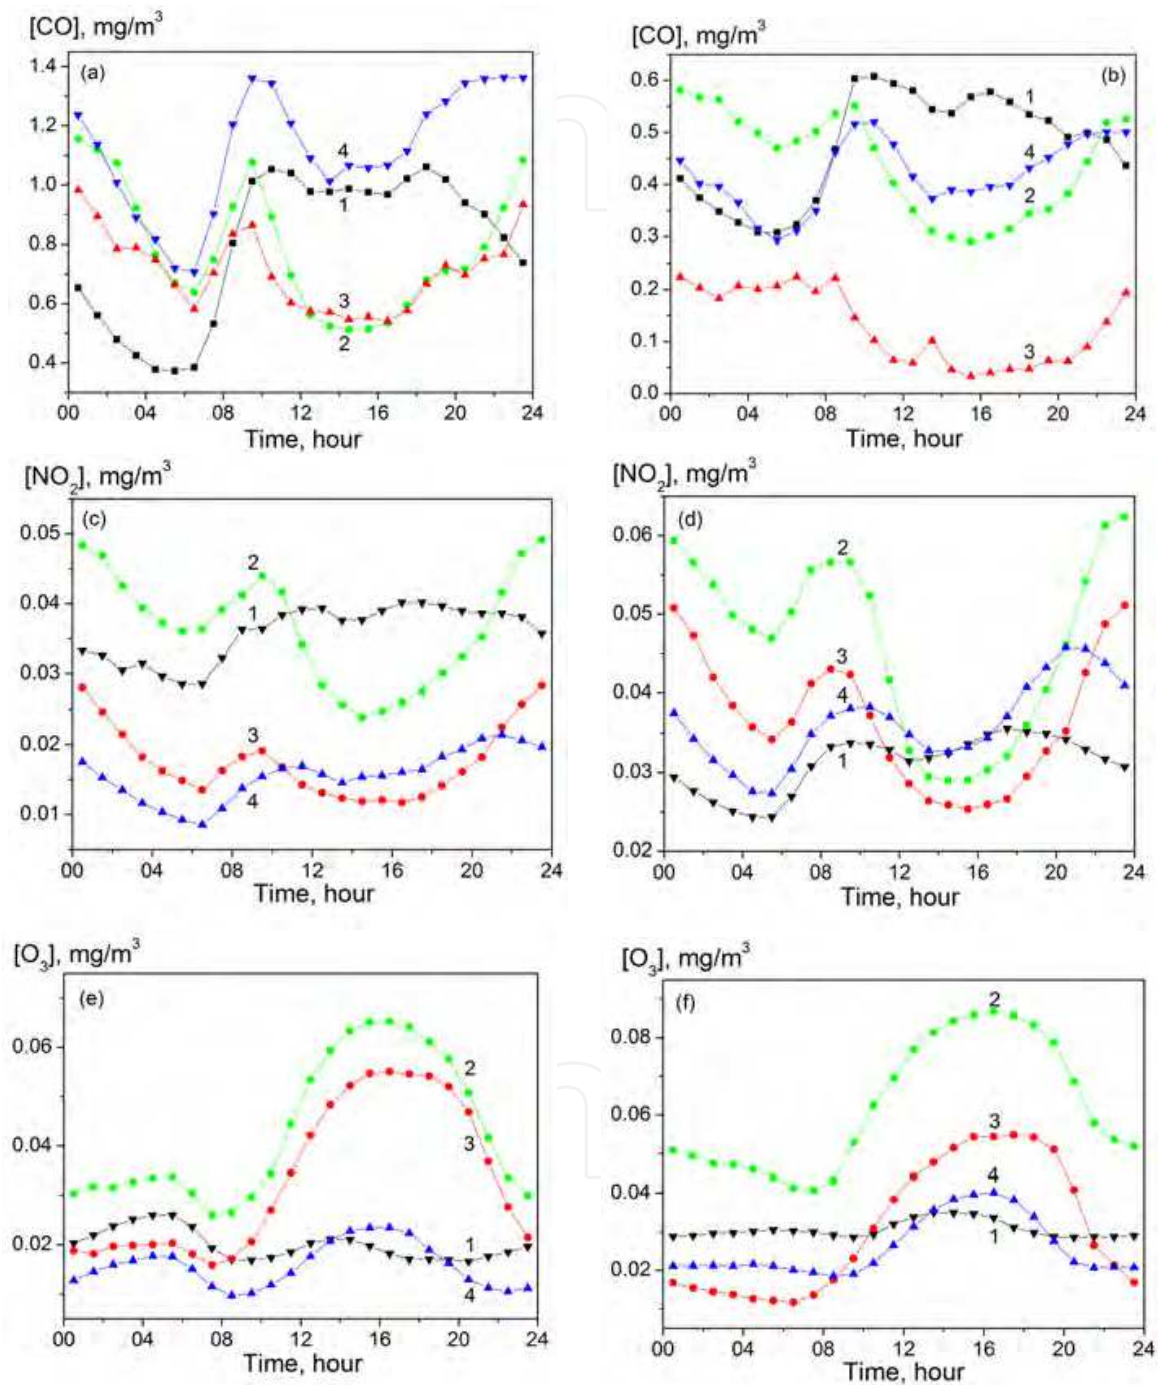 [CO], mg/m³
(a)
1.4
1.2
1.0
0.8
0.6
0.4
4
1
3
2
00 04 08 12 16 20 24
Time, hour
[CO], mg/m³
(b)
0.6
0.5
0.4
0.3
0.2
0.1
0.0
1
4
2
3
00 04 08 12 16 20 24
Time, hour
[NO₂], mg/m³
(c)
0.05
0.04
0.03
0.02
0.01
2
1
3
4
00 04 08 12 16 20 24
Time, hour
[NO₂], mg/m³
(d)
0.06
0.05
0.04
0.03
0.02
2
3
4
1
00 04 08 12 16 20 24
Time, hour
[O₃], mg/m³
(e)
0.06
0.04
0.02
2
3
1
4
00 04 08 12 16 20 24
Time, hour
[O₃], mg/m³
(f)
0.08
0.06
0.04
0.02
2
3
4
1
00 04 08 12 16 20 24
Time, hour